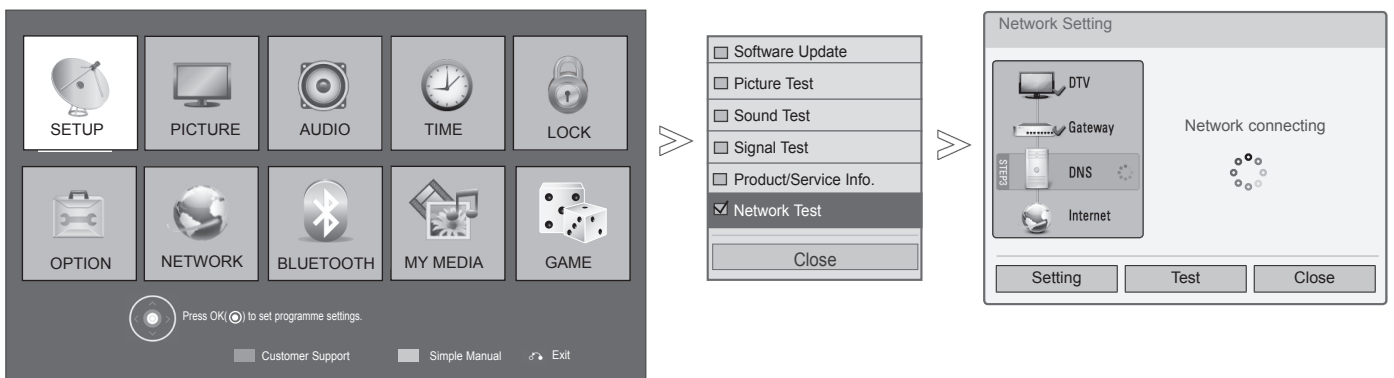 SETUP
PICTURE
AUDIO
TIME
LOCK
OPTION
NETWORK
BLUETOOTH
MY MEDIA
GAME
Press OK(◉) to set programme settings.
Customer Support
Simple Manual
Exit
Software Update
Picture Test
Sound Test
Signal Test
Product/Service Info.
Network Test
Close
Network Setting
DTV
Gateway
STEP3
DNS
Internet
Network connecting
Setting
Test
Close